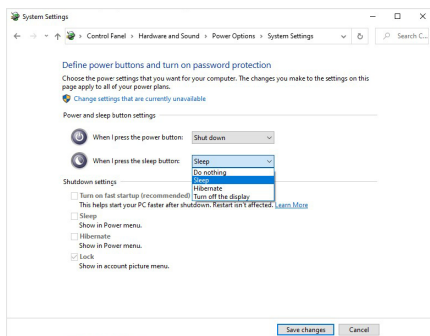 System Settings
Control Panel > Hardware and Sound > Power Options > System Settings
Search C...
Define power buttons and turn on password protection
Choose the power settings that you want for your computer. The changes you make to the settings on this
page apply to all of your power plans.
Change settings that are currently unavailable
Power and sleep button settings
When I press the power button: Shut down
When I press the sleep button: Sleep
Do nothing
Sleep
Hibernate
Turn off the display
Shutdown settings
Turn on fast startup (recommended)
This helps start your PC faster after shutdown. Restart isn't affected. Learn More
Sleep
Show in Power menu.
Hibernate
Show in Power menu.
Lock
Show in account picture menu.
Save changes Cancel